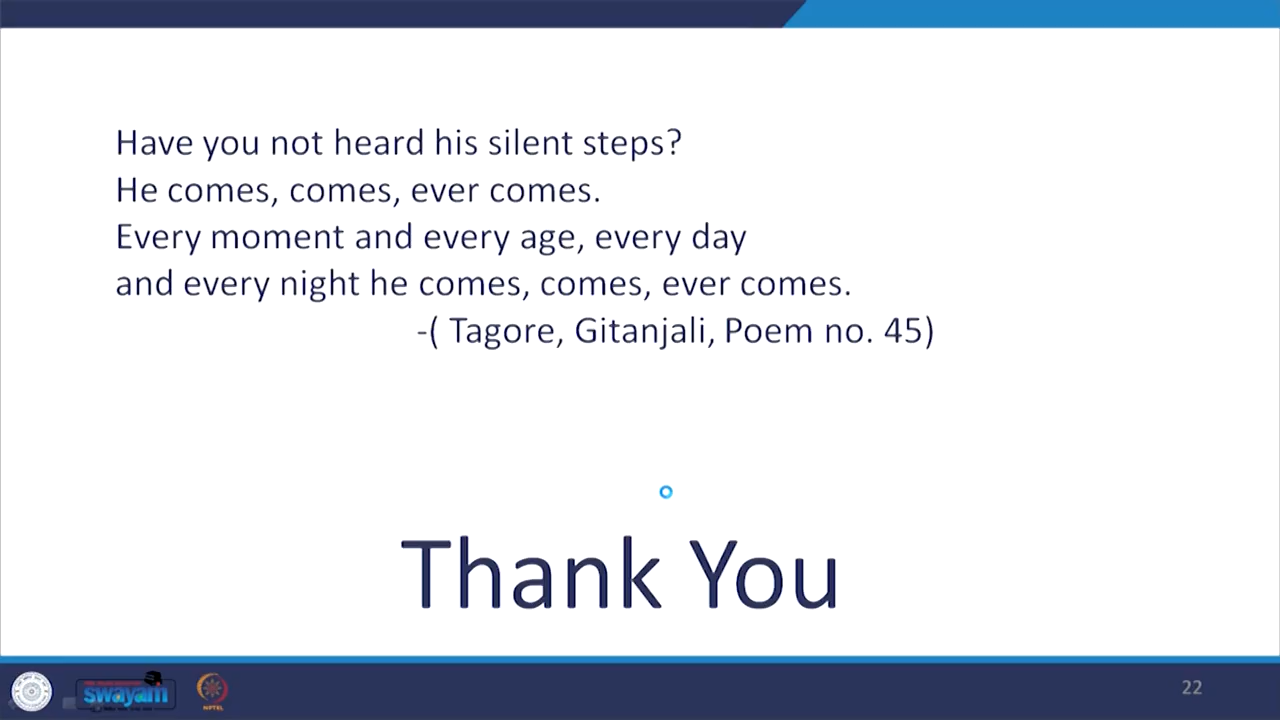 Have you not heard his silent steps?
He comes, comes, ever comes.
Every moment and every age, every day
and every night he comes, comes, ever comes.
-( Tagore, Gitanjali, Poem no. 45)
Thank You
swayam
NPTEL
22